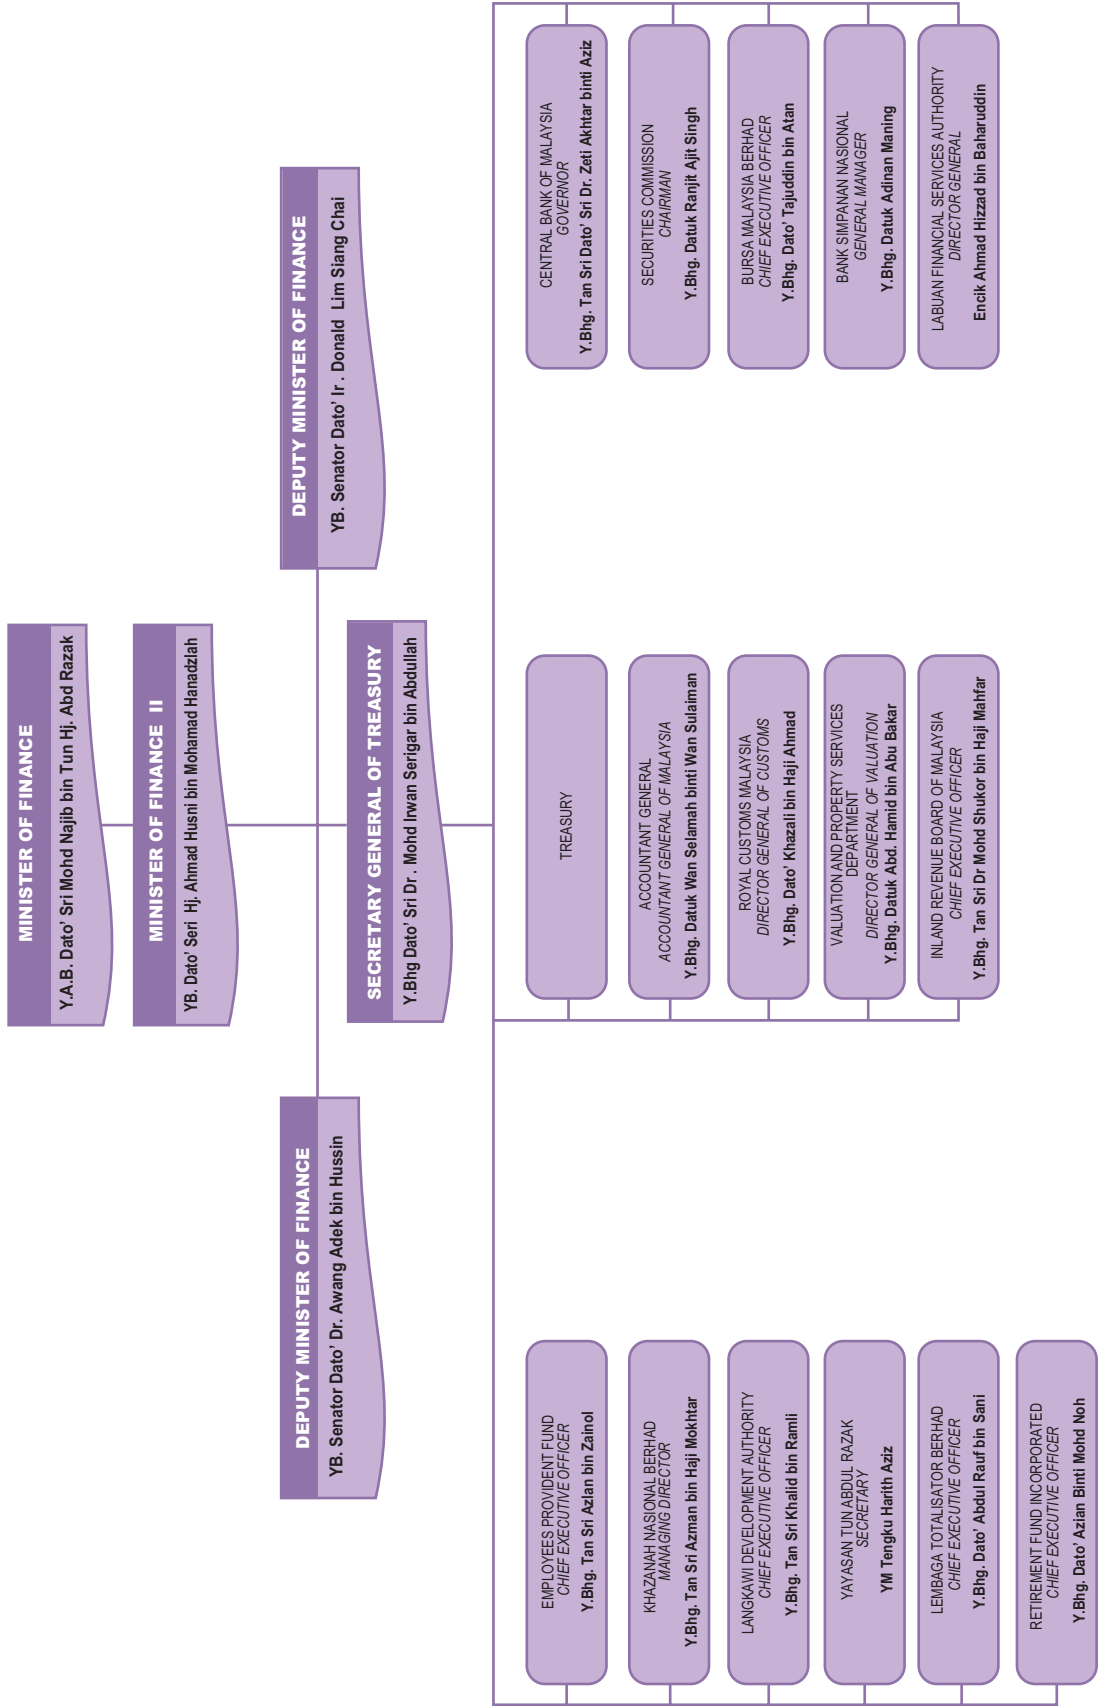 MINISTER OF FINANCE
Y.A.B. Dato' Sri Mohd Najib bin Tun Hj. Abd Razak
MINISTER OF FINANCE II
YB. Dato' Seri Hj. Ahmad Husni bin Mohamad Hanadzlah
DEPUTY MINISTER OF FINANCE
YB. Senator Dato' Dr. Awang Adek bin Hussin
DEPUTY MINISTER OF FINANCE
YB. Senator Dato' Ir . Donald Lim Siang Chai
SECRETARY GENERAL OF TREASURY
Y.Bhg Dato' Sri Dr . Mohd Irwan Serigar bin Abdullah
EMPLOYEES PROVIDENT FUND
CHIEF EXECUTIVE OFFICER
Y.Bhg. Tan Sri Azlan bin Zainol
KHAZANAH NASIONAL BERHAD
MANAGING DIRECTOR
Y.Bhg. Tan Sri Azman bin Haji Mokhtar
LANGKAWI DEVELOPMENT AUTHORITY
CHIEF EXECUTIVE OFFICER
Y.Bhg. Tan Sri Khalid bin Ramli
YAYASAN TUN ABDUL RAZAK
SECRETARY
YM Tengku Harith Aziz
LEMBAGA TOTALISATOR BERHAD
CHIEF EXECUTIVE OFFICER
Y.Bhg. Dato' Abdul Rauf bin Sani
RETIREMENT FUND INCORPORATED
CHIEF EXECUTIVE OFFICER
Y.Bhg. Dato' Azian Binti Mohd Noh
TREASURY
ACCOUNTANT GENERAL
ACCOUNTANT GENERAL OF MALAYSIA
Y.Bhg. Datuk Wan Selamah binti Wan Sulaiman
ROYAL CUSTOMS MALAYSIA
DIRECTOR GENERAL OF CUSTOMS
Y.Bhg. Dato' Khazali bin Haji Ahmad
VALUATION AND PROPERTY SERVICES
DEPARTMENT
DIRECTOR GENERAL OF VALUATION
Y.Bhg. Datuk Abd. Hamid bin Abu Bakar
INLAND REVENUE BOARD OF MALAYSIA
CHIEF EXECUTIVE OFFICER
Y.Bhg. Tan Sri Dr Mohd Shukor bin Haji Mahfar
CENTRAL BANK OF MALAYSIA
GOVERNOR
Y.Bhg. Tan Sri Dato' Sri Dr. Zeti Akhtar binti Aziz
SECURITIES COMMISSION
CHAIRMAN
Y.Bhg. Datuk Ranjit Ajit Singh
BURSA MALAYSIA BERHAD
CHIEF EXECUTIVE OFFICER
Y.Bhg. Dato' Tajuddin bin Atan
BANK SIMPANAN NASIONAL
GENERAL MANAGER
Y.Bhg. Datuk Adinan Maning
LABUAN FINANCIAL SERVICES AUTHORITY
DIRECTOR GENERAL
Encik Ahmad Hizzad bin Baharuddin